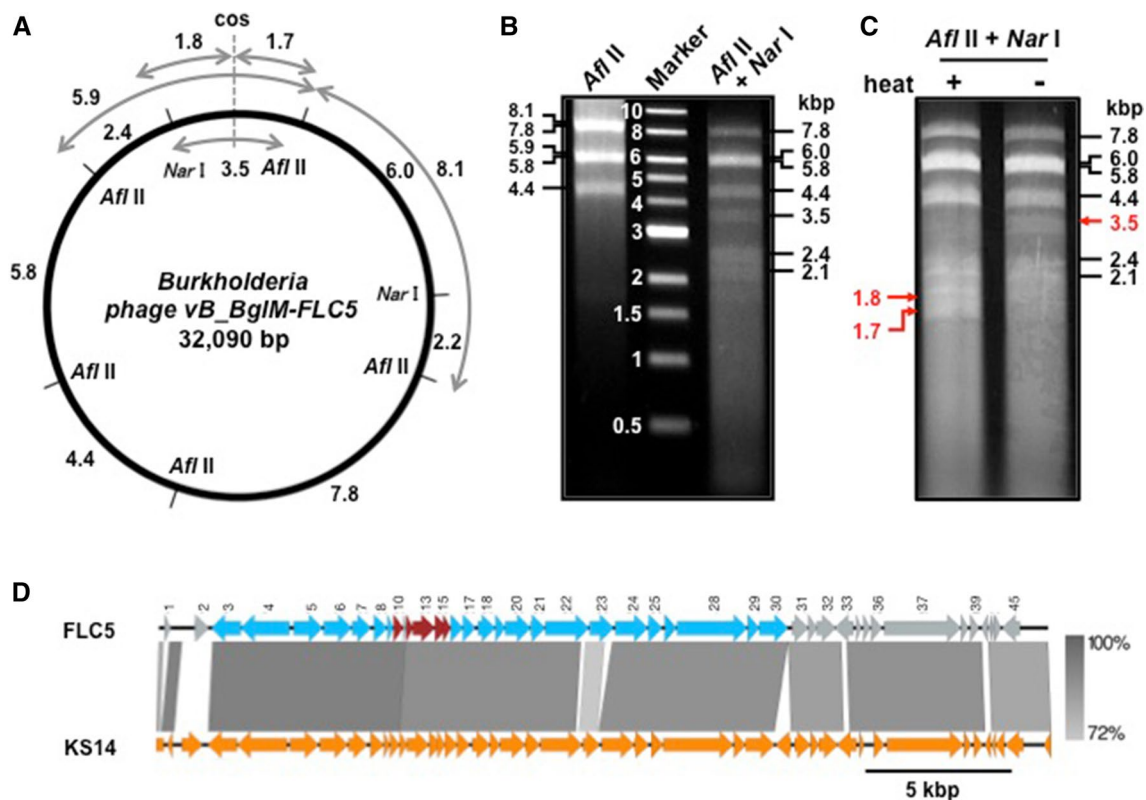 A
cos
1.8
1.7
5.9
2.4
Nar I
3.5
Afl II
6.0
8.1
Afl II
5.8
Burkholderia
phage vB_BglM-FLC5
32,090 bp
Nar I
2.2
Afl II
Afl II
4.4
Afl II
7.8
B
Afl II
Marker
Afl II
+ Nar I
kbp
8.1
7.8
5.9
5.8
4.4
10
8
6
5
4
3
2
1.5
1
0.5
7.8
6.0
5.8
4.4
3.5
2.4
2.1
C
Afl II + Nar I
heat + -
kbp
7.8
6.0
5.8
4.4
3.5
2.4
2.1
1.8
1.7
D
1 2 3 4 5 6 7 8 10 13 15 17 18 20 21 22 23 24 25 28 29 30 31 32 33 36 37 39 45
FLC5
100%
72%
KS14
5 kbp